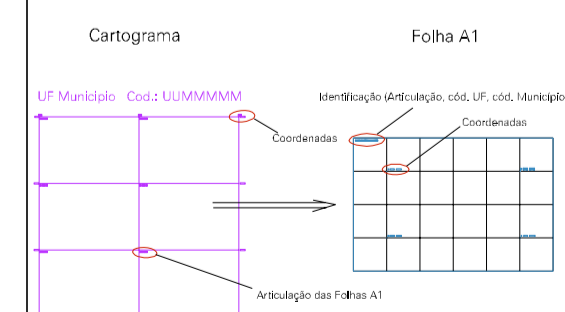 Cartograma
Folha A1
UF Municipio Cod.: UUMMMMM
Identificação (Articulação, cód. UF, cód. Município
Coordenadas
Coordenadas
Articulação das Folhas A1